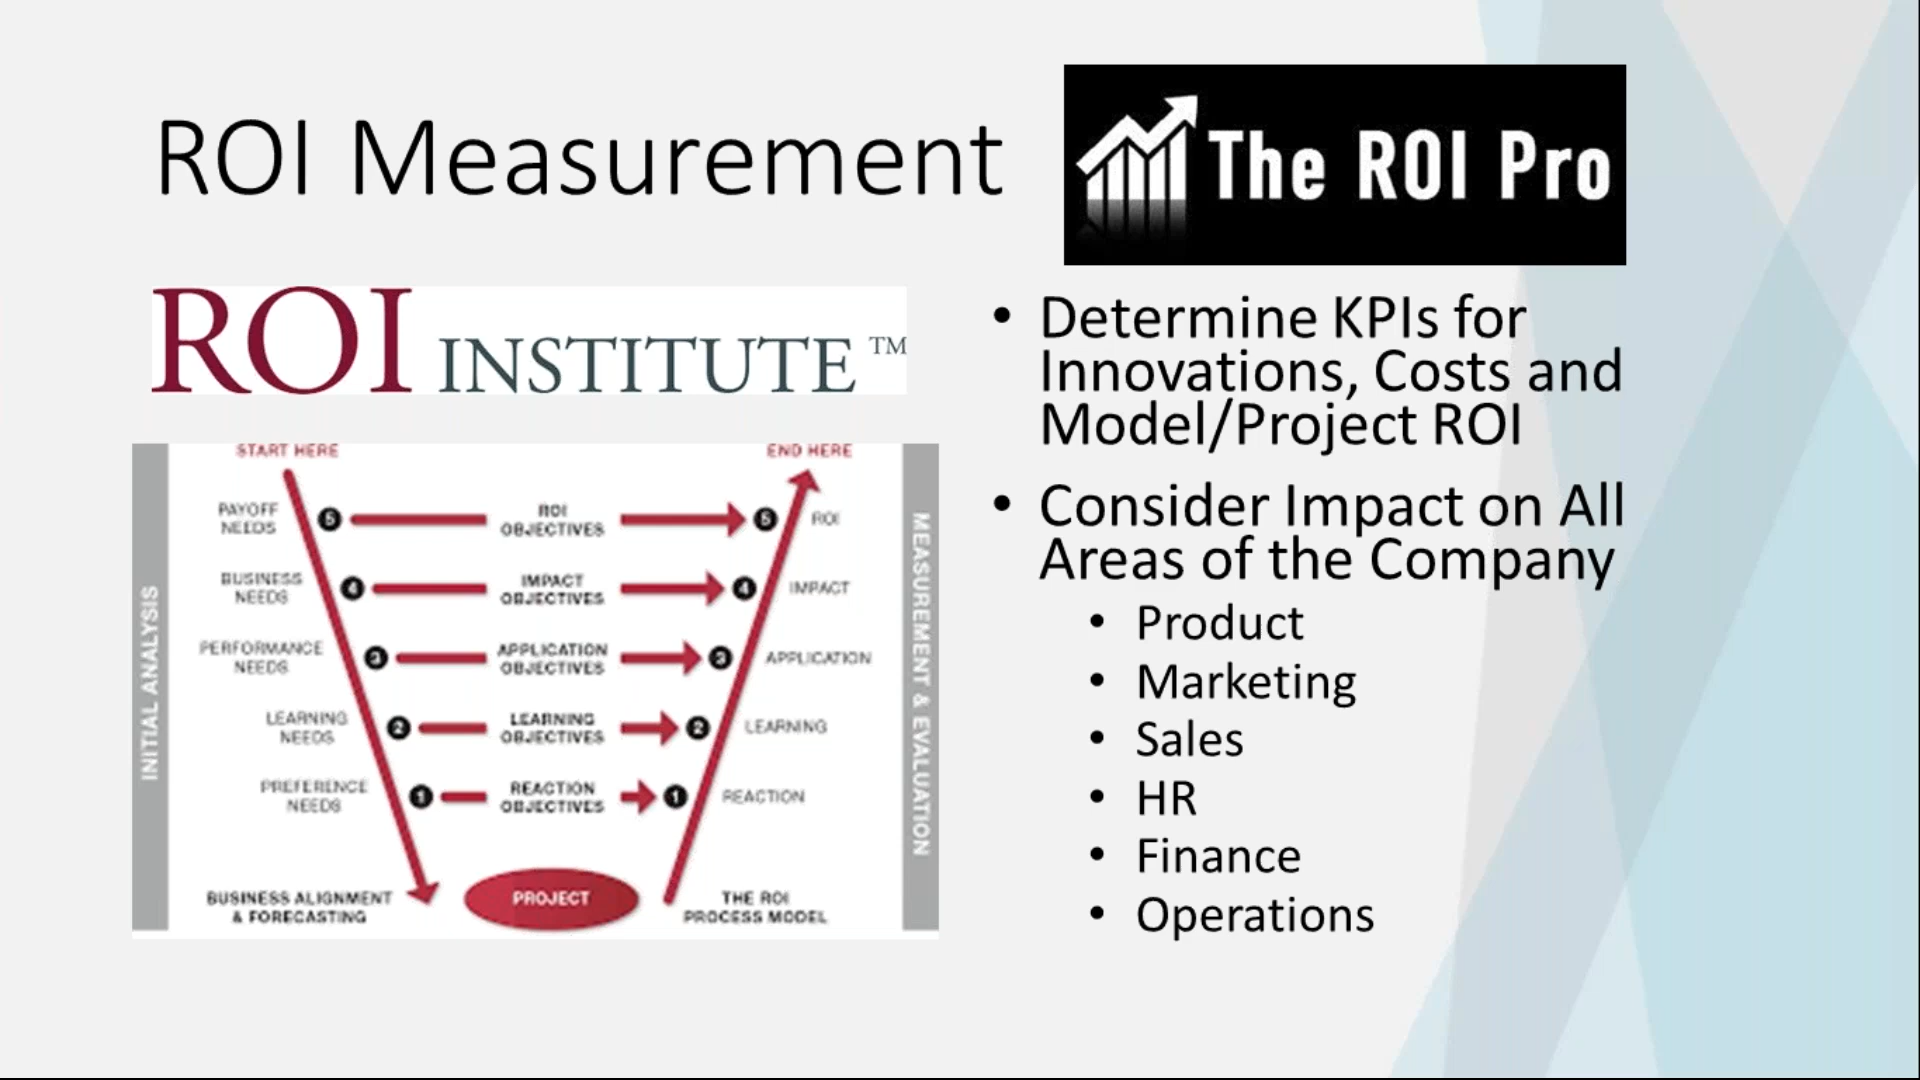 ROI Measurement
The ROI Pro
ROI INSTITUTE ™
START HERE
END HERE
INITIAL ANALYSIS
PAYOFF
NEEDS
5
ROI
OBJECTIVES
5
ROI
BUSINESS
NEEDS
4
IMPACT
OBJECTIVES
4
IMPACT
PERFORMANCE
NEEDS
3
APPLICATION
OBJECTIVES
3
APPLICATION
LEARNING
NEEDS
2
LEARNING
OBJECTIVES
2
LEARNING
PREFERENCE
NEEDS
1
REACTION
OBJECTIVES
1
REACTION
BUSINESS ALIGNMENT
& FORECASTING
PROJECT
THE ROI
PROCESS MODEL
MEASUREMENT & EVALUATION
• Determine KPIs for
Innovations, Costs and
Model/Project ROI
• Consider Impact on All
Areas of the Company
• Product
• Marketing
• Sales
• HR
• Finance
• Operations